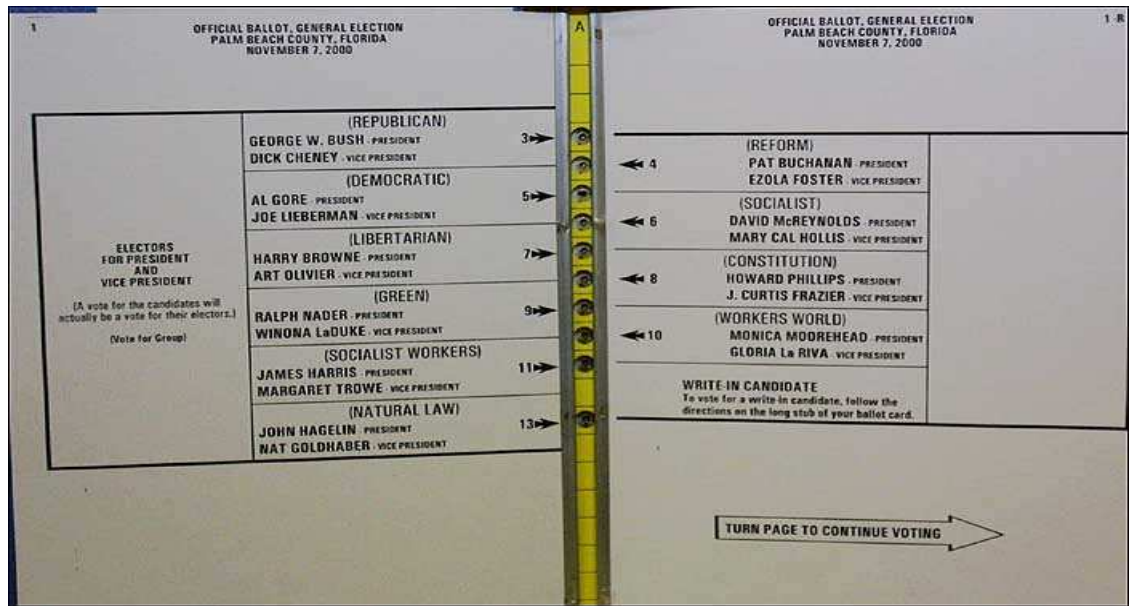 1
OFFICIAL BALLOT, GENERAL ELECTION
PALM BEACH COUNTY, FLORIDA
NOVEMBER 7, 2000
ELECTORS
FOR PRESIDENT
AND
VICE PRESIDENT
(A vote for the candidates will
actually be a vote for their electors.)
(Vote for Group)
(REPUBLICAN)
GEORGE W. BUSH - PRESIDENT
DICK CHENEY - VICE PRESIDENT
3
(DEMOCRATIC)
AL GORE - PRESIDENT
JOE LIEBERMAN - VICE PRESIDENT
5
(LIBERTARIAN)
HARRY BROWNE - PRESIDENT
ART OLIVIER - VICE PRESIDENT
7
(GREEN)
RALPH NADER - PRESIDENT
WINONA LaDUKE - VICE PRESIDENT
9
(SOCIALIST WORKERS)
JAMES HARRIS - PRESIDENT
MARGARET TROWE - VICE PRESIDENT
11
(NATURAL LAW)
JOHN HAGELIN - PRESIDENT
NAT GOLDHABER - VICE PRESIDENT
13
A
OFFICIAL BALLOT, GENERAL ELECTION
PALM BEACH COUNTY, FLORIDA
NOVEMBER 7, 2000
1-R
4
(REFORM)
PAT BUCHANAN - PRESIDENT
EZOLA FOSTER - VICE PRESIDENT
6
(SOCIALIST)
DAVID McREYNOLDS - PRESIDENT
MARY CAL HOLLIS - VICE PRESIDENT
8
(CONSTITUTION)
HOWARD PHILLIPS - PRESIDENT
J. CURTIS FRAZIER - VICE PRESIDENT
10
(WORKERS WORLD)
MONICA MOOREHEAD - PRESIDENT
GLORIA La RIVA - VICE PRESIDENT
WRITE-IN CANDIDATE
To vote for a write-in candidate, follow the
directions on the long stub of your ballot card.
TURN PAGE TO CONTINUE VOTING